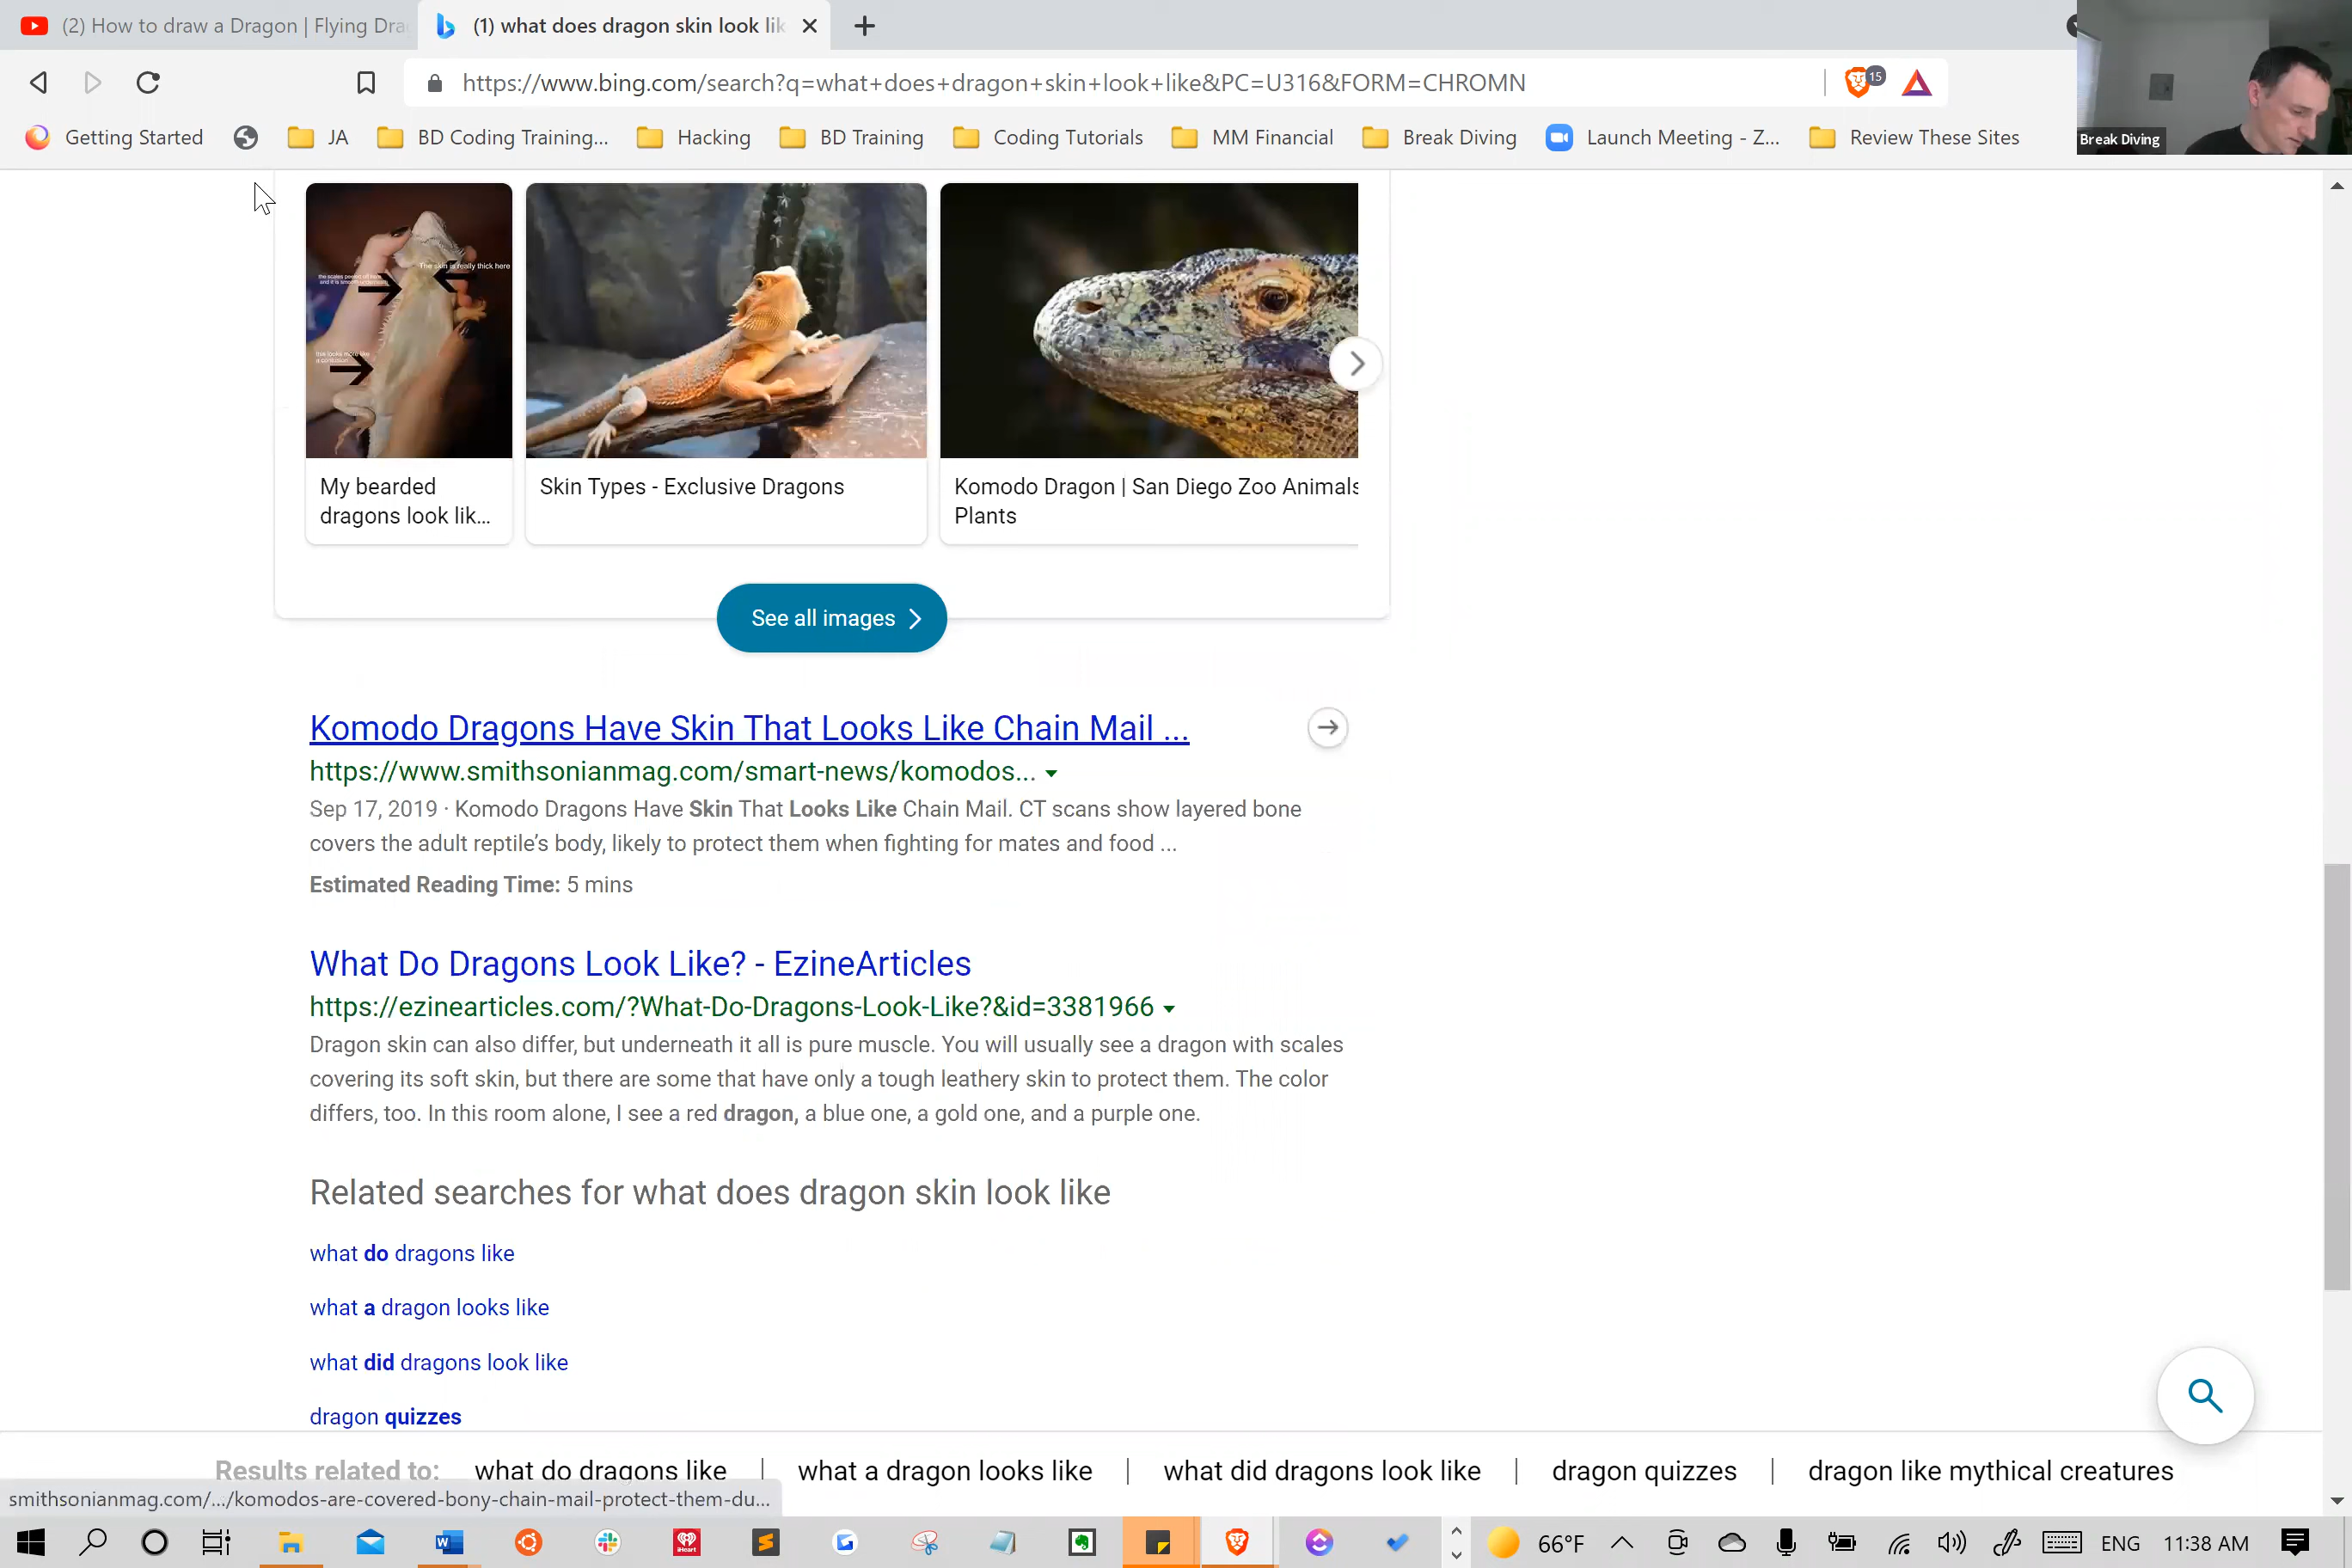 (2) How to draw a Dragon | Flying Dra
(1) what does dragon skin look lik
https://www.bing.com/search?q=what+does+dragon+skin+look+like&PC=U316&FORM=CHROMN
15
Getting Started
JA
BD Coding Training...
Hacking
BD Training
Coding Tutorials
MM Financial
Break Diving
Launch Meeting - Z...
Review These Sites
Break Diving
The skin is really thick here
My bearded
dragons look lik...
Skin Types - Exclusive Dragons
Komodo Dragon | San Diego Zoo Animals
Plants
See all images
Komodo Dragons Have Skin That Looks Like Chain Mail ...
https://www.smithsonianmag.com/smart-news/komodos...
Sep 17, 2019 · Komodo Dragons Have Skin That Looks Like Chain Mail. CT scans show layered bone
covers the adult reptile's body, likely to protect them when fighting for mates and food ...
Estimated Reading Time: 5 mins
What Do Dragons Look Like? - EzineArticles
https://ezinearticles.com/?What-Do-Dragons-Look-Like?&id=3381966
Dragon skin can also differ, but underneath it all is pure muscle. You will usually see a dragon with scales
covering its soft skin, but there are some that have only a tough leathery skin to protect them. The color
differs, too. In this room alone, I see a red dragon, a blue one, a gold one, and a purple one.
Related searches for what does dragon skin look like
what do dragons like
what a dragon looks like
what did dragons look like
dragon quizzes
Results related to: what do dragons like | what a dragon looks like | what did dragons look like | dragon quizzes | dragon like mythical creatures
smithsonianmag.com/.../komodos-are-covered-bony-chain-mail-protect-them-du...
iHeart
66°F
ENG
11:38 AM